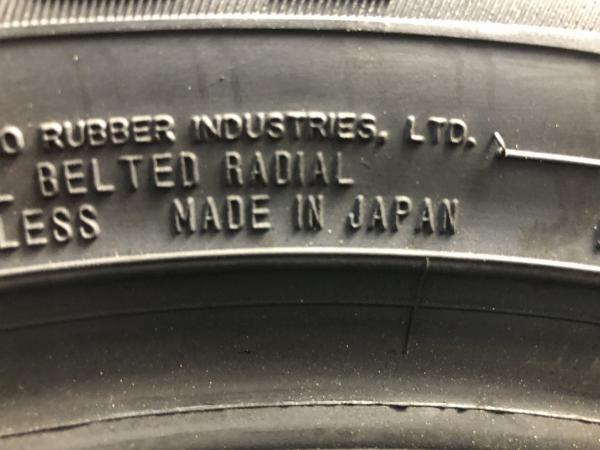 O RUBBER INDUSTRIES, LTD.
L BELTED RADIAL
LESS MADE IN JAPAN